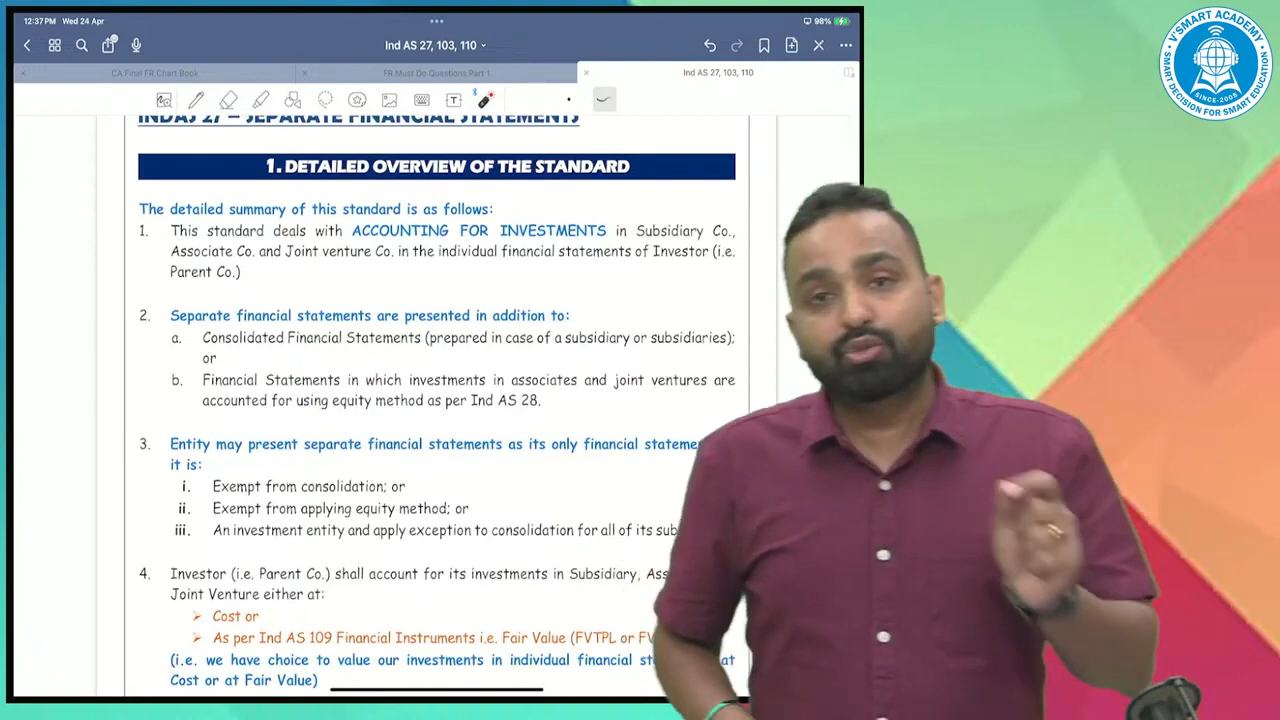 12:37 PM Wed 24 Apr
98%
Ind AS 27, 103, 110
CA Final FR Chart Book
FR Must Do Questions Part 1
Ind AS 27, 103, 110
INDAS 27 – SEPARATE FINANCIAL STATEMENTS
1. DETAILED OVERVIEW OF THE STANDARD
The detailed summary of this standard is as follows:
1. This standard deals with ACCOUNTING FOR INVESTMENTS in Subsidiary Co.,
Associate Co. and Joint venture Co. in the individual financial statements of Investor (i.e.
Parent Co.)
2. Separate financial statements are presented in addition to:
a. Consolidated Financial Statements (prepared in case of a subsidiary or subsidiaries);
or
b. Financial Statements in which investments in associates and joint ventures are
accounted for using equity method as per Ind AS 28.
3. Entity may present separate financial statements as its only financial
it is:
i. Exempt from consolidation; or
ii. Exempt from applying equity method; or
iii. An investment entity and apply exception to consolidation for all of its
4. Investor (i.e. Parent Co.) shall account for its investments in Subsidiary,
Joint Venture either at:
➢ Cost or
➢ As per Ind AS 109 Financial Instruments i.e. Fair Value (FVTPL or
(i.e. we have choice to value our investments in individual financial at
Cost or at Fair Value)
V'SMART ACADEMY
SINCE-2005
SMART DECISION FOR SMART EDUCATION